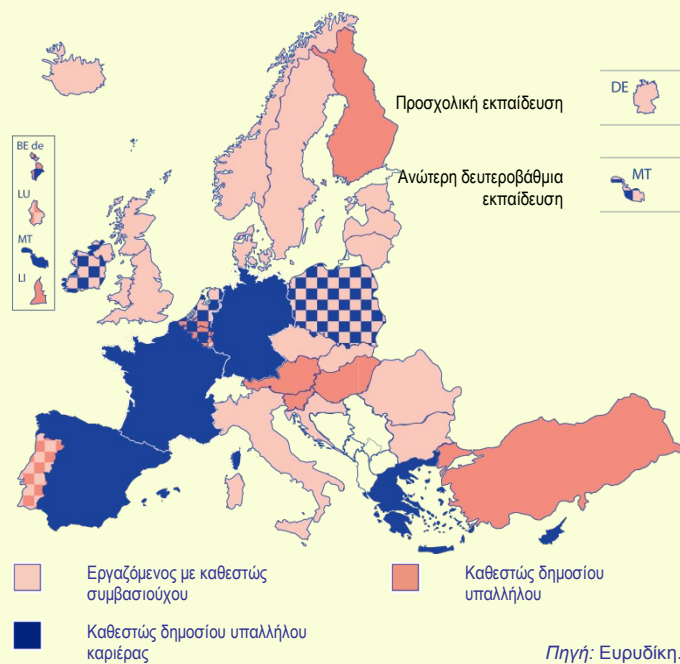 Προσχολική εκπαίδευση
DE
BE de
LU
MT
LI
Ανώτερη δευτεροβάθμια
εκπαίδευση
MT
Εργαζόμενος με καθεστώς
συμβασιούχου
Καθεστώς δημοσίου
υπαλλήλου
Καθεστώς δημοσίου υπαλλήλου
καριέρας
Πηγή: Ευρυδίκη.